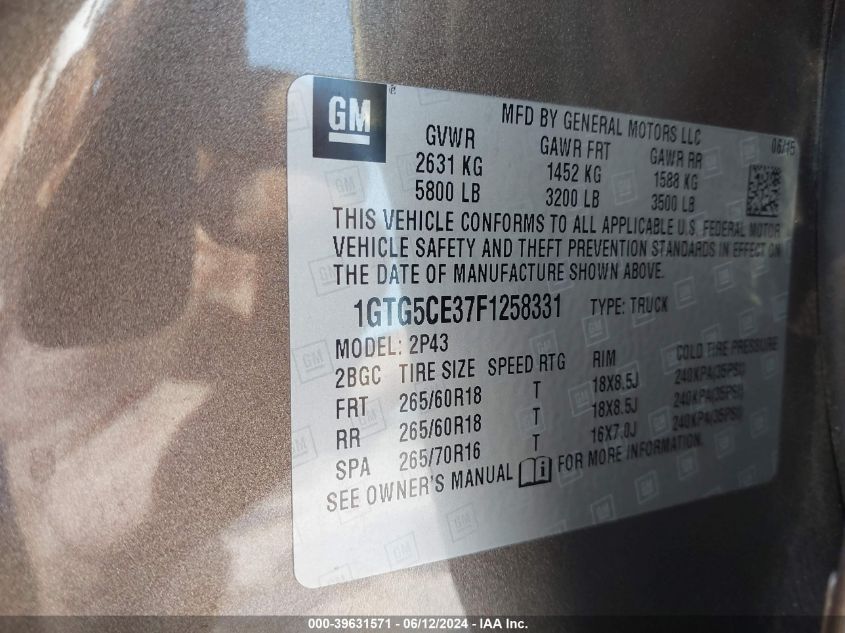 GM
MFD BY GENERAL MOTORS LLC
06/15
GVWR GAWR FRT GAWR RR
2631 KG 1452 KG 1588 KG
5800 LB 3200 LB 3500 LB
THIS VEHICLE CONFORMS TO ALL APPLICABLE U.S. FEDERAL MOTOR
VEHICLE SAFETY AND THEFT PREVENTION STANDARDS IN EFFECT ON
THE DATE OF MANUFACTURE SHOWN ABOVE.
1GTG5CE37F1258331 TYPE: TRUCK
MODEL: 2P43
2BGC TIRE SIZE SPEED RTG RIM COLD TIRE PRESSURE
FRT 265/60R18 T 18X8.5J 240KPA(35PSI)
RR 265/60R18 T 18X8.5J 240KPA(35PSI)
SPA 265/70R16 T 16X7.0J 240KPA(35PSI)
SEE OWNER'S MANUAL FOR MORE INFORMATION.
000-39631571 - 06/12/2024 - IAA Inc.